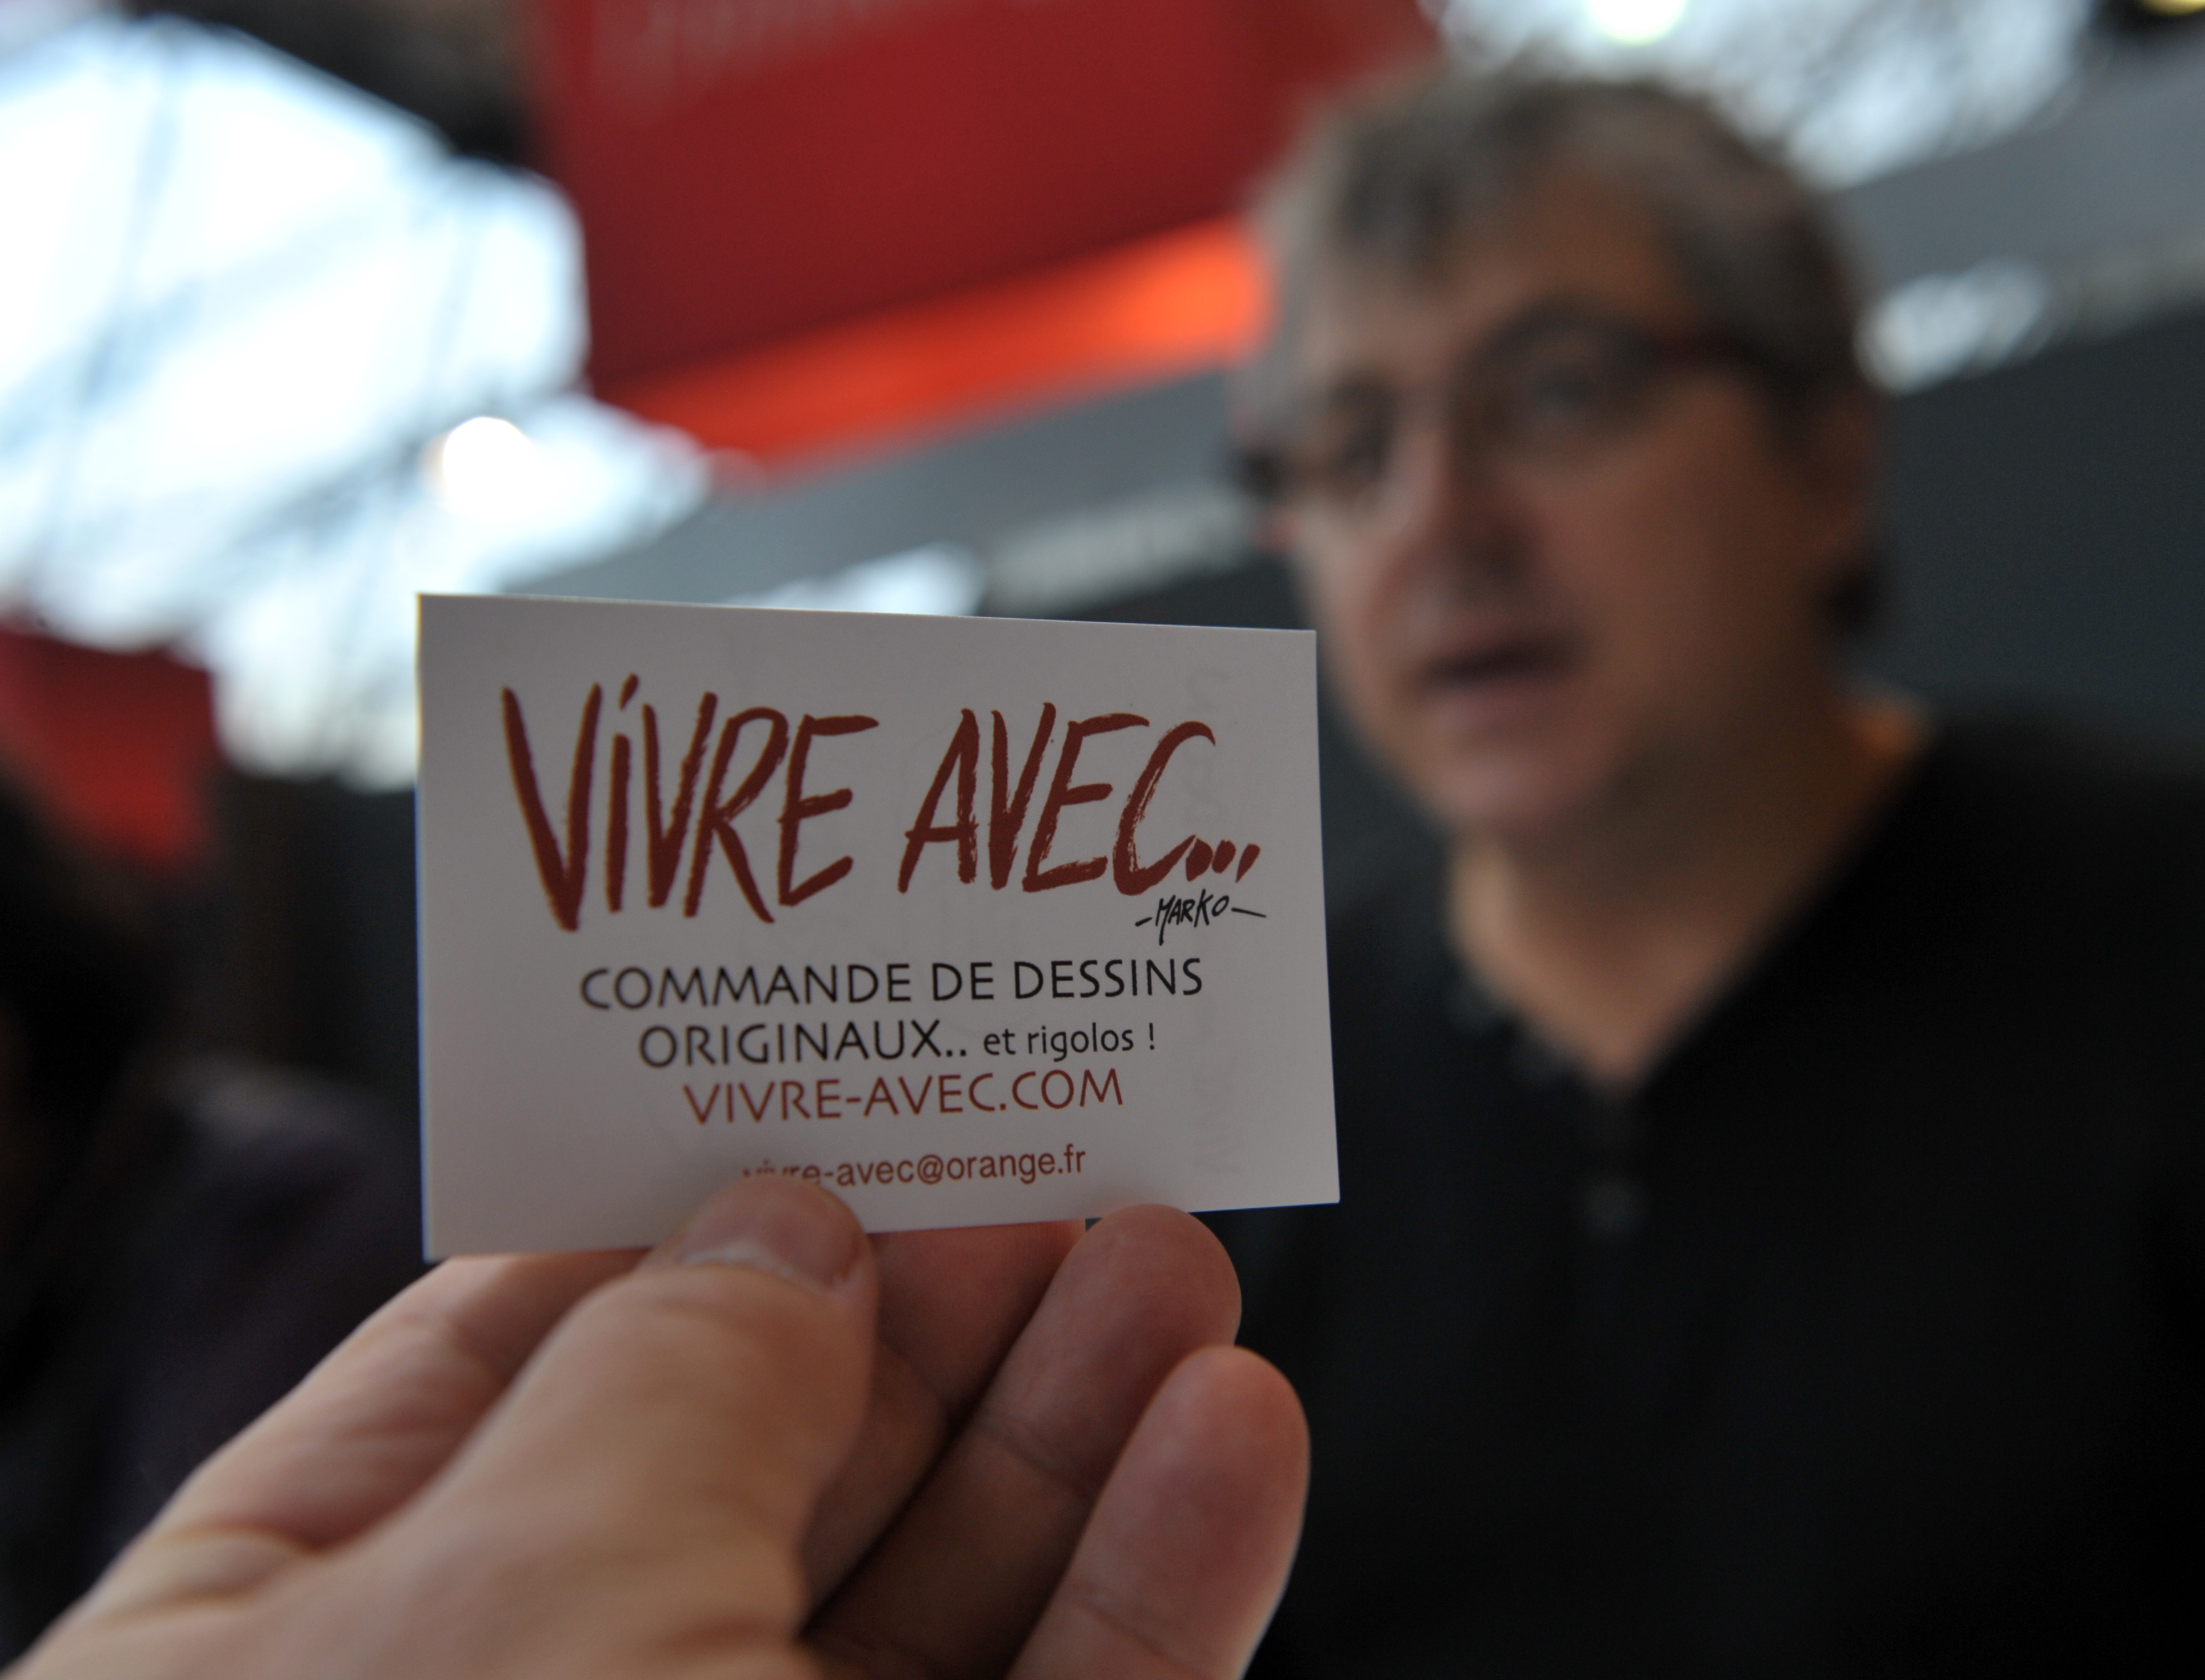 ViVRE AVEC...
-MARKO-
COMMANDE DE DESSINS
ORIGINAUX.. et rigolos !
VIVRE-AVEC.COM
vivre-avec@orange.fr